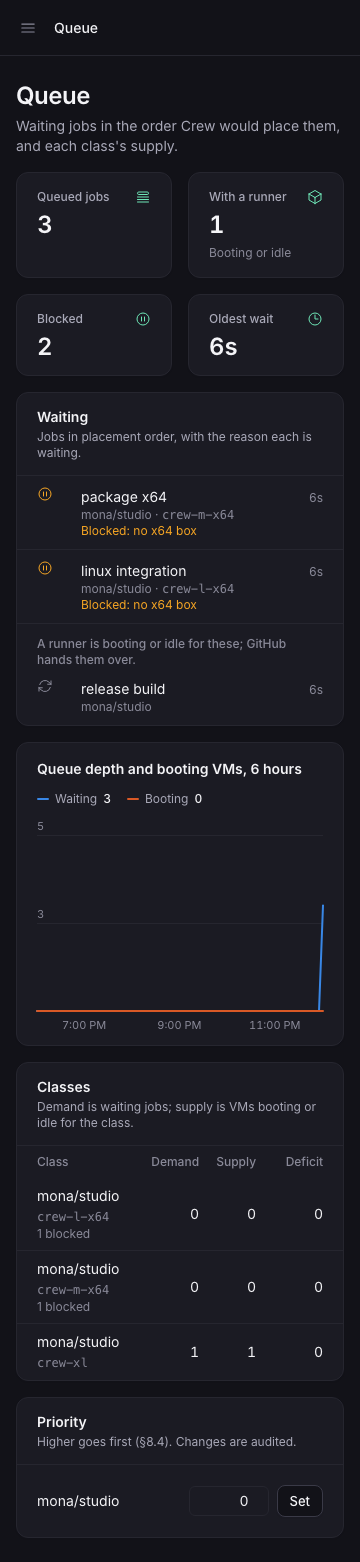 Queue
Queue
Waiting jobs in the order Crew would place them,
and each class's supply.
Queued jobs
3
With a runner
1
Booting or idle
Blocked
2
Oldest wait
6s
Waiting
Jobs in placement order, with the reason each is
waiting.
package x64 6s
mona/studio · crew-m-x64
Blocked: no x64 box
linux integration 6s
mona/studio · crew-l-x64
Blocked: no x64 box
A runner is booting or idle for these; GitHub
hands them over.
release build 6s
mona/studio
Queue depth and booting VMs, 6 hours
Waiting 3 Booting 0
5
3
7:00 PM 9:00 PM 11:00 PM
Classes
Demand is waiting jobs; supply is VMs booting or
idle for the class.
Class Demand Supply Deficit
mona/studio
crew-l-x64
1 blocked
0 0 0
mona/studio
crew-m-x64
1 blocked
0 0 0
mona/studio
crew-xl
1 1 0
Priority
Higher goes first (§8.4). Changes are audited.
mona/studio 0 Set